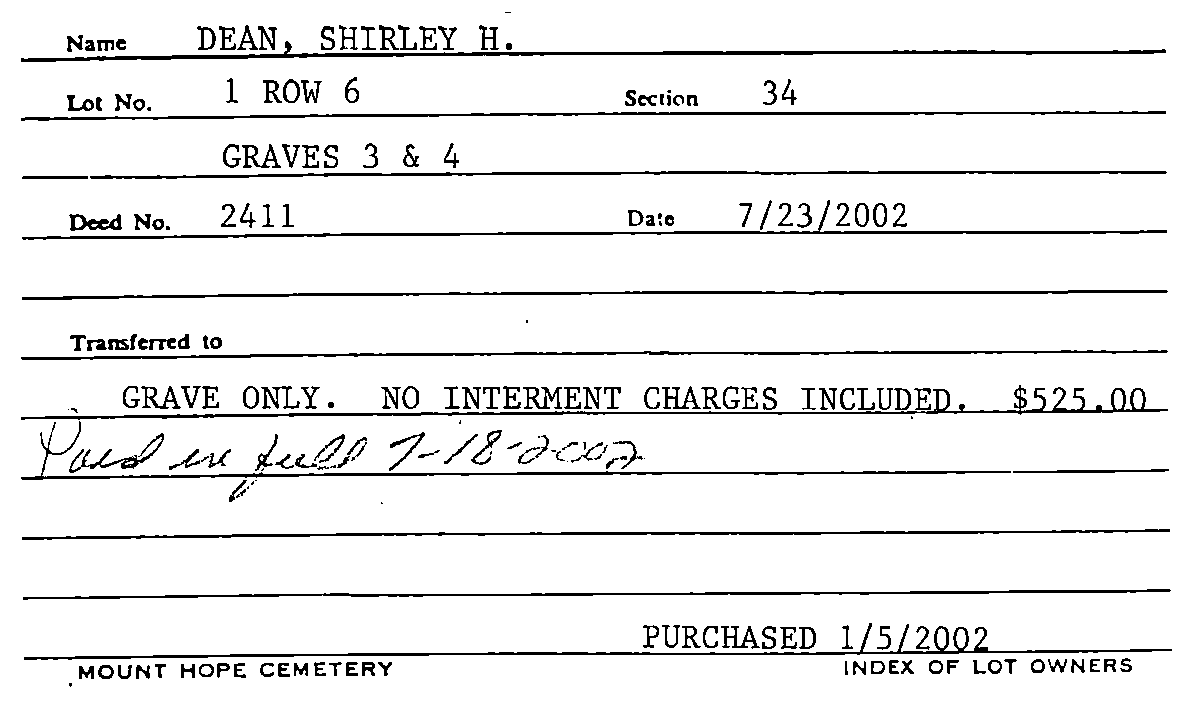 Name DEAN, SHIRLEY H.
Lot No. 1 ROW 6 Section 34
GRAVES 3 & 4
Deed No. 2411 Date 7/23/2002
Transferred to
GRAVE ONLY. NO INTERMENT CHARGES INCLUDED. $525.00
Paid in full 7-18-2002
PURCHASED 1/5/2002
MOUNT HOPE CEMETERY INDEX OF LOT OWNERS